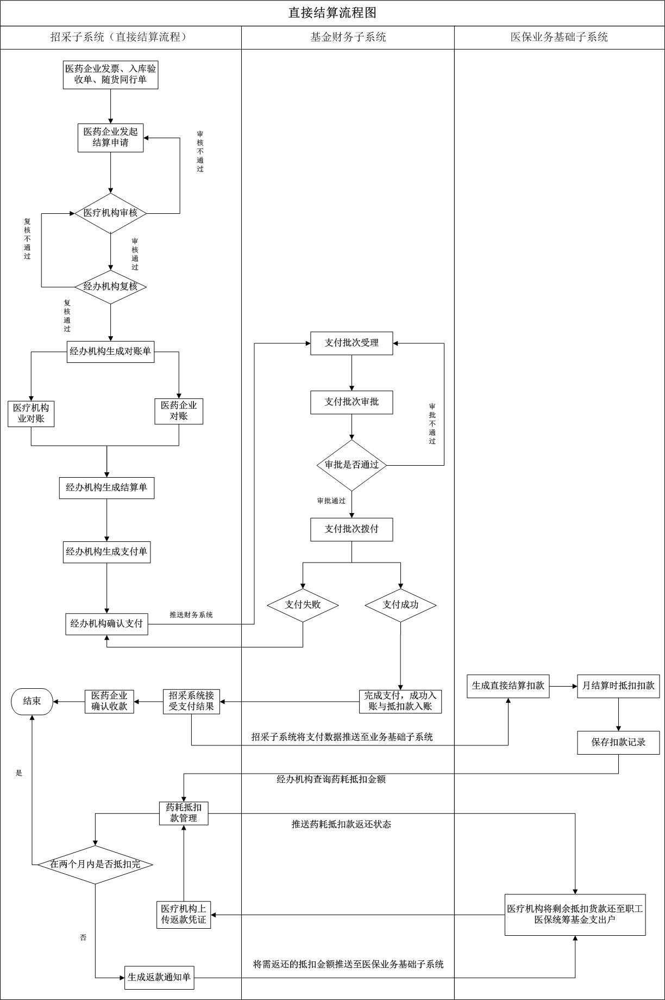 直接结算流程图
招采子系统（直接结算流程）
基金财务子系统
医保业务基础子系统
医药企业发票、入库验
收单、随货同行单
医药企业发起
结算申请
审核不通过
医疗机构审核
复核不通过
审核通过
经办机构复核
复核通过
经办机构生成对账单
医疗机构
业对账
医药企业
对账
经办机构生成结算单
经办机构生成支付单
经办机构确认支付
推送财务系统
支付批次受理
支付批次审批
审批不通过
审批是否通过
审批通过
支付批次拨付
支付失败
支付成功
完成支付，成功入
账与抵扣款入账
招采系统接
受支付结果
医药企业
确认收款
结束
生成直接结算扣款
月结算时抵扣扣款
保存扣款记录
招采子系统将支付数据推送至业务基础子系统
经办机构查询药耗抵扣金额
是
药耗抵扣
款管理
推送药耗抵扣款返还状态
在两个月内是否抵扣完
医疗机构上
传返款凭证
医疗机构将剩余抵扣货款还至职工
医保统筹基金支出户
否
生成返款通知单
将需返还的抵扣金额推送至医保业务基础子系统